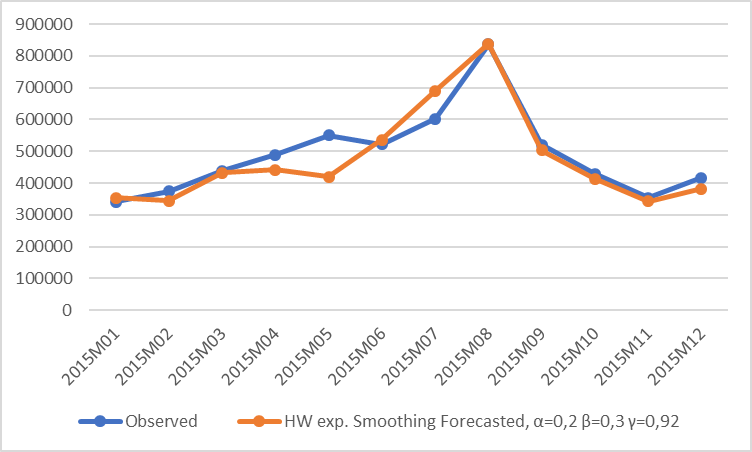 900000
800000
700000
600000
500000
400000
300000
200000
100000
0
2015M01
2015M02
2015M03
2015M04
2015M05
2015M06
2015M07
2015M08
2015M09
2015M10
2015M11
2015M12
Observed
HW exp. Smoothing Forecasted, α=0,2 β=0,3 γ=0,92